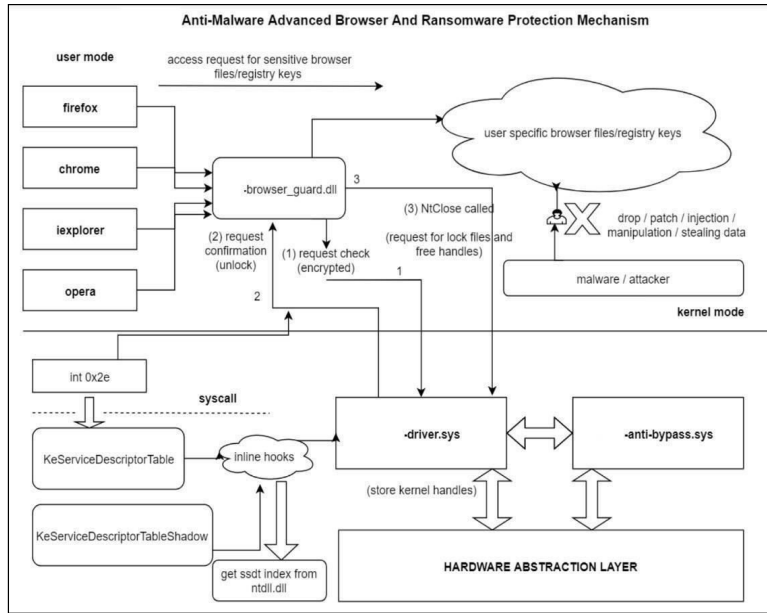 Anti-Malware Advanced Browser And Ransomware Protection Mechanism
user mode
access request for sensitive browser
files/registry keys
firefox
chrome
iexplorer
opera
-browser_guard.dll
user specific browser files/registry keys
3
(3) NtClose called
(request for lock files and
free handles)
(2) request
confirmation
(unlock)
(1) request check
(encrypted)
1
2
drop / patch / injection /
manipulation / stealing data
malware / attacker
kernel mode
int 0x2e
syscall
KeServiceDescriptorTable
inline hooks
KeServiceDescriptorTableShadow
get ssdt index from
ntdll.dll
-driver.sys
-anti-bypass.sys
(store kernel handles)
HARDWARE ABSTRACTION LAYER